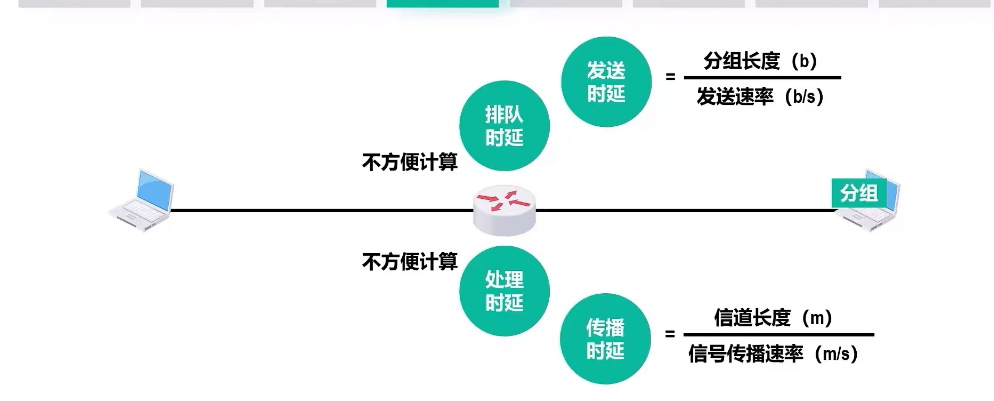 发送
时延
=
分组长度（b）
发送速率（b/s）
排队
时延
不方便计算
分组
不方便计算
处理
时延
传播
时延
=
信道长度（m）
信号传播速率（m/s）